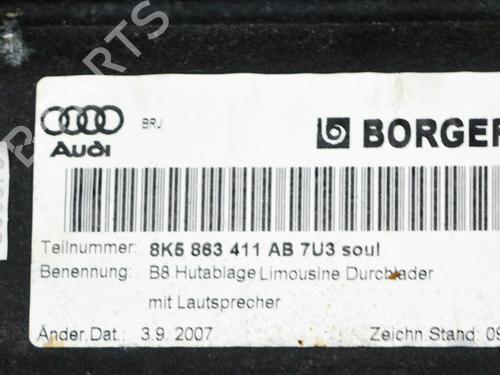 Audi
BRJ
BORGER
Teilnummer: 8K5 863 411 AB 7U3 soul
Benennung: B8 Hutablage Limousine Durchlader
mit Lautsprecher
Änder.Dat.: 3.9. 2007 Zeichn.Stand: 09